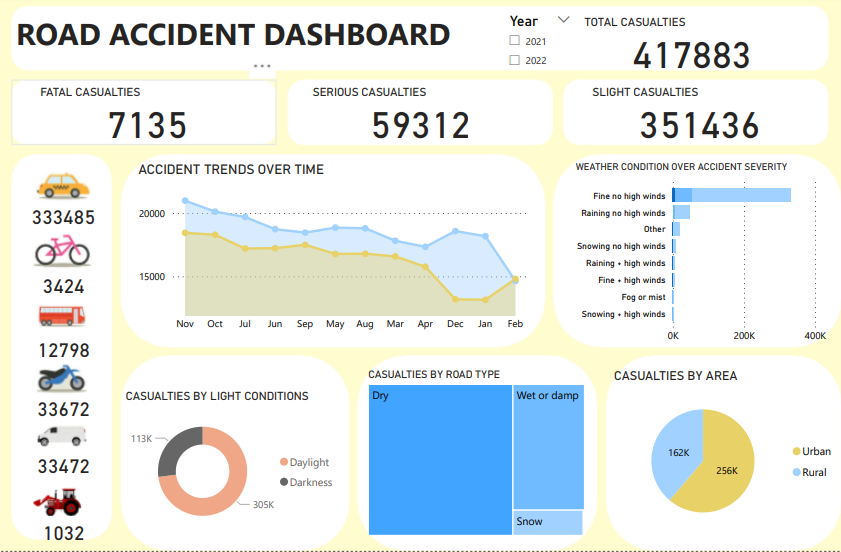 ROAD ACCIDENT DASHBOARD
Year
2021
2022
TOTAL CASUALTIES
417883
FATAL CASUALTIES
7135
SERIOUS CASUALTIES
59312
SLIGHT CASUALTIES
351436
333485
3424
12798
33672
33472
1032
ACCIDENT TRENDS OVER TIME
20000
15000
Nov Oct Jul Jun Sep May Aug Mar Apr Dec Jan Feb
WEATHER CONDITION OVER ACCIDENT SEVERITY
Fine no high winds
Raining no high winds
Other
Snowing no high winds
Raining + high winds
Fine + high winds
Fog or mist
Snowing + high winds
0K 200K 400K
CASUALTIES BY LIGHT CONDITIONS
113K
305K
Daylight
Darkness
CASUALTIES BY ROAD TYPE
Dry
Wet or damp
Snow
CASUALTIES BY AREA
162K
256K
Urban
Rural